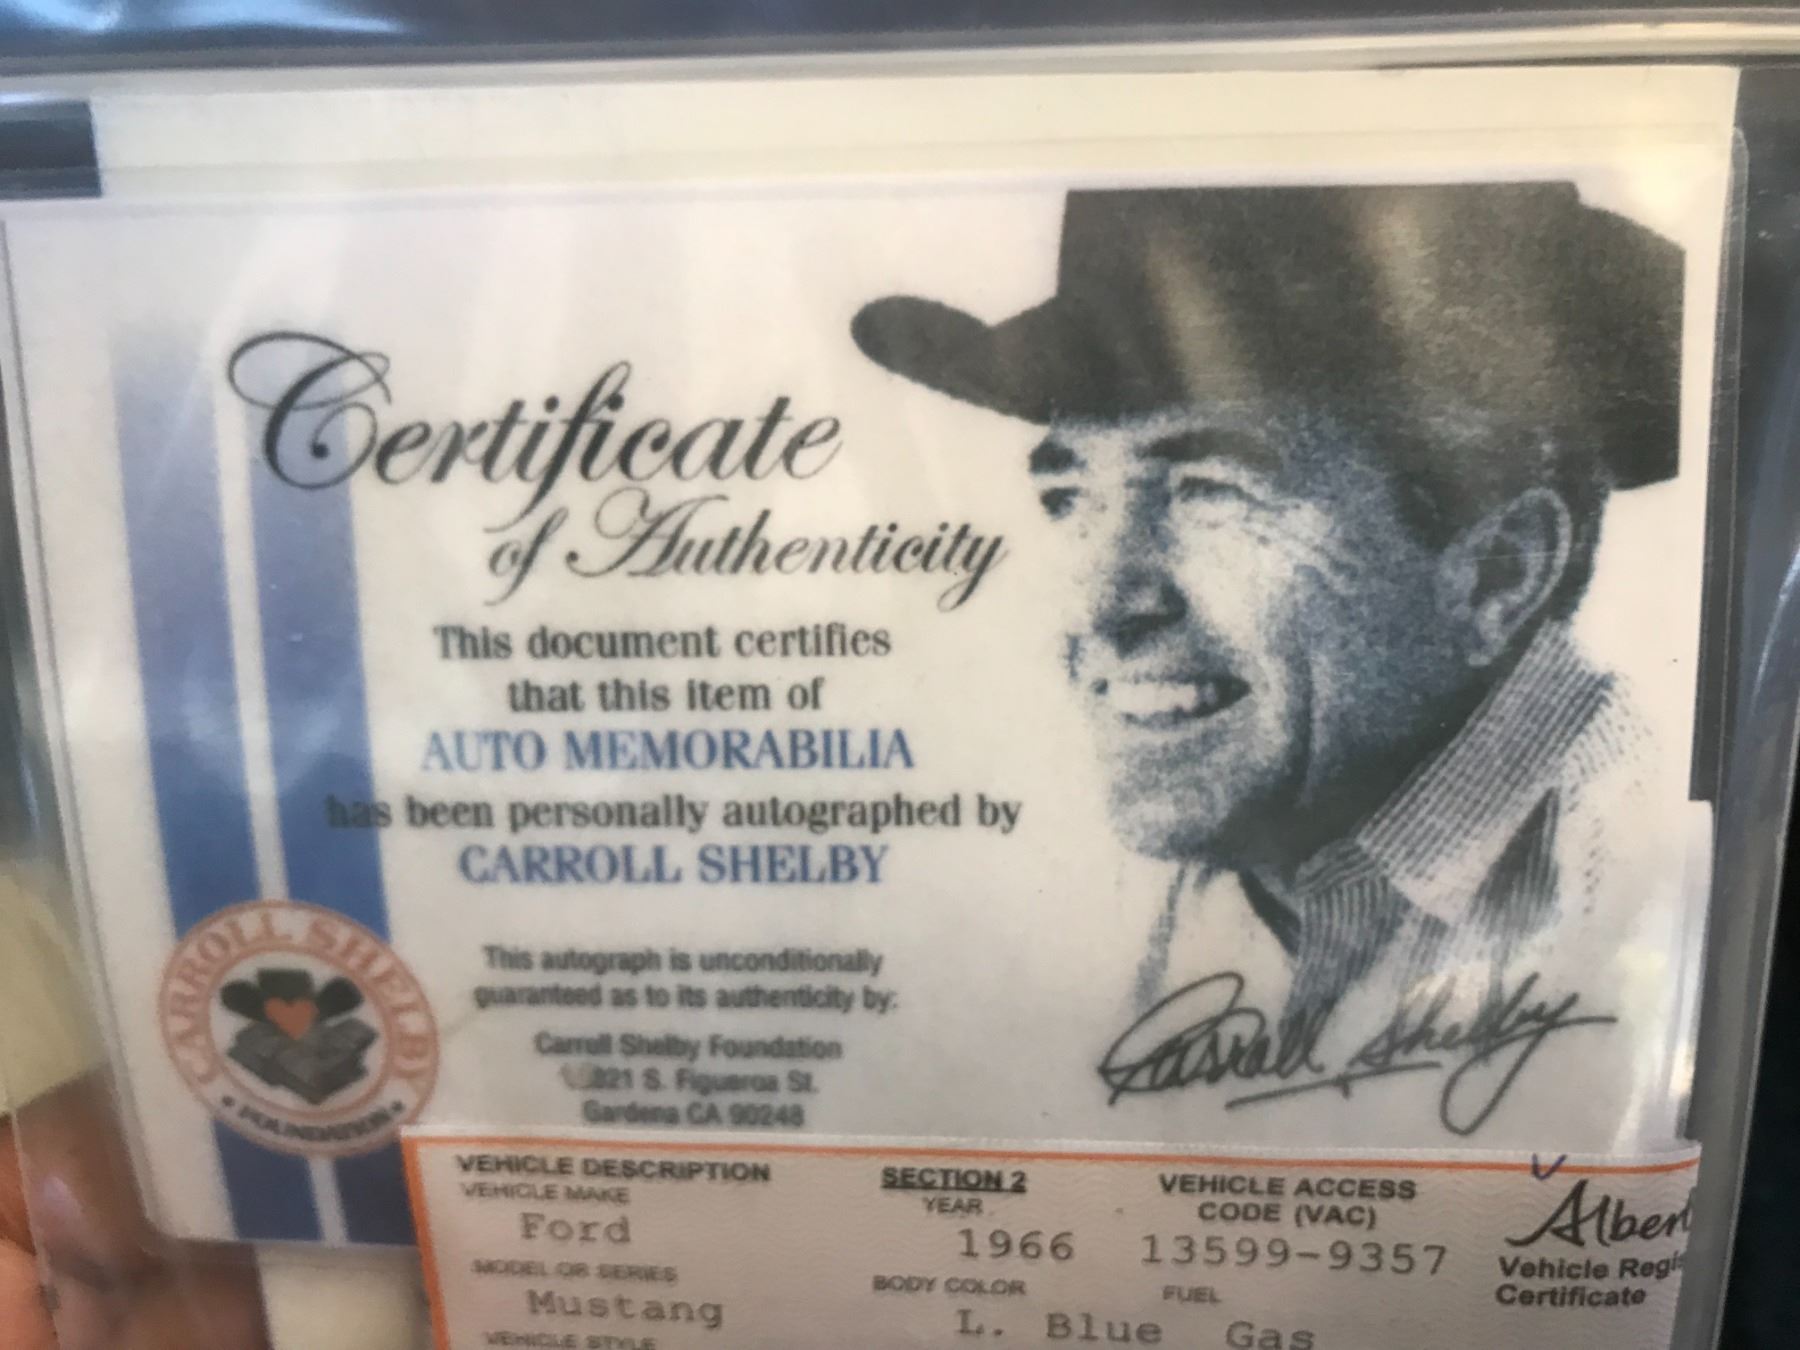 Certificate
of Authenticity
This document certifies
that this item of
AUTO MEMORABILIA
has been personally autographed by
CARROLL SHELBY
This autograph is unconditionally
guaranteed as to its authenticity by:
Carroll Shelby Foundation
821 S. Figueroa St.
Gardena CA 90248
CARROLL SHELBY
FOUNDATION
Carroll Shelby
VEHICLE DESCRIPTION
VEHICLE MAKE
Ford
MODEL OR SERIES
Mustang
VEHICLE STYLE
SECTION 2
YEAR
1966
BODY COLOR
L. Blue
VEHICLE ACCESS
CODE (VAC)
13599-9357
FUEL
Gas
Alber
Vehicle Regi
Certificate